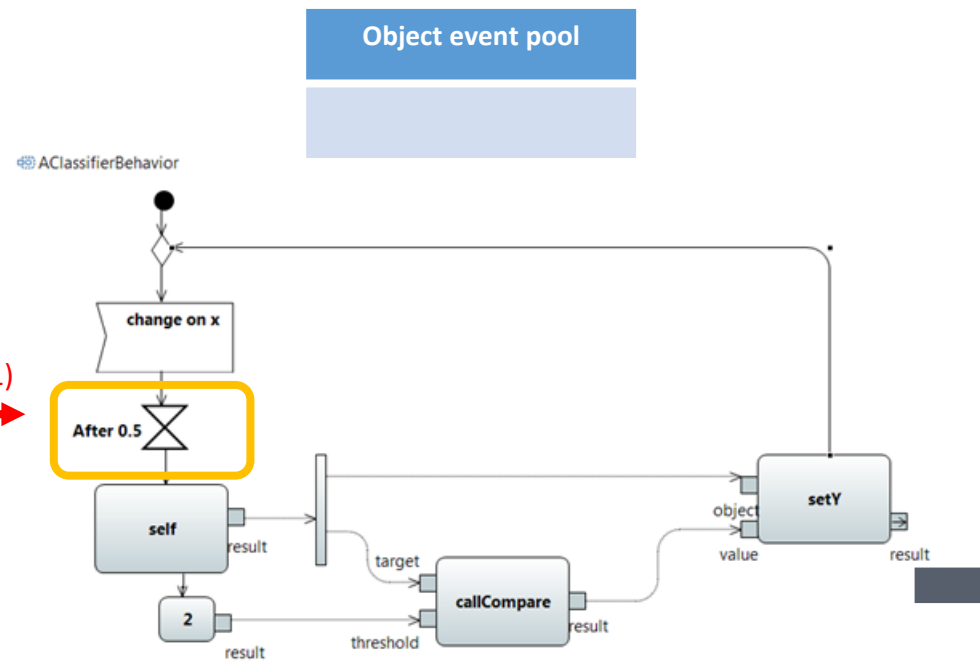 Object event pool
AClassifierBehavior
change on x
)
After 0.5
self
result
object
setY
value
result
target
callCompare
result
threshold
2
result